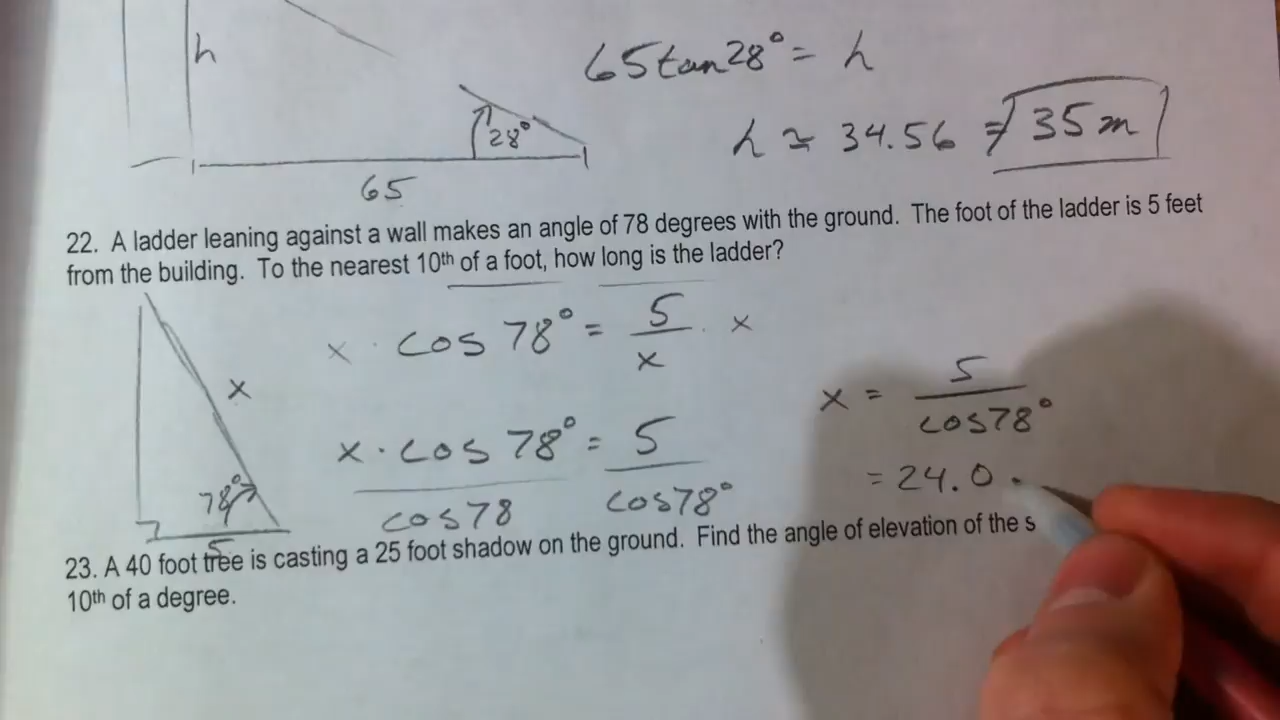 h
65tan28° = h
28°
h ≈ 34.56 = 35m
65
22. A ladder leaning against a wall makes an angle of 78 degrees with the ground. The foot of the ladder is 5 feet
from the building. To the nearest 10th of a foot, how long is the ladder?
x · cos 78° = 5/x · x
x
x = 5/cos78°
x · cos 78° = 5
cos78 cos78°
= 24.0
78°
5
23. A 40 foot tree is casting a 25 foot shadow on the ground. Find the angle of elevation of the s
10th of a degree.